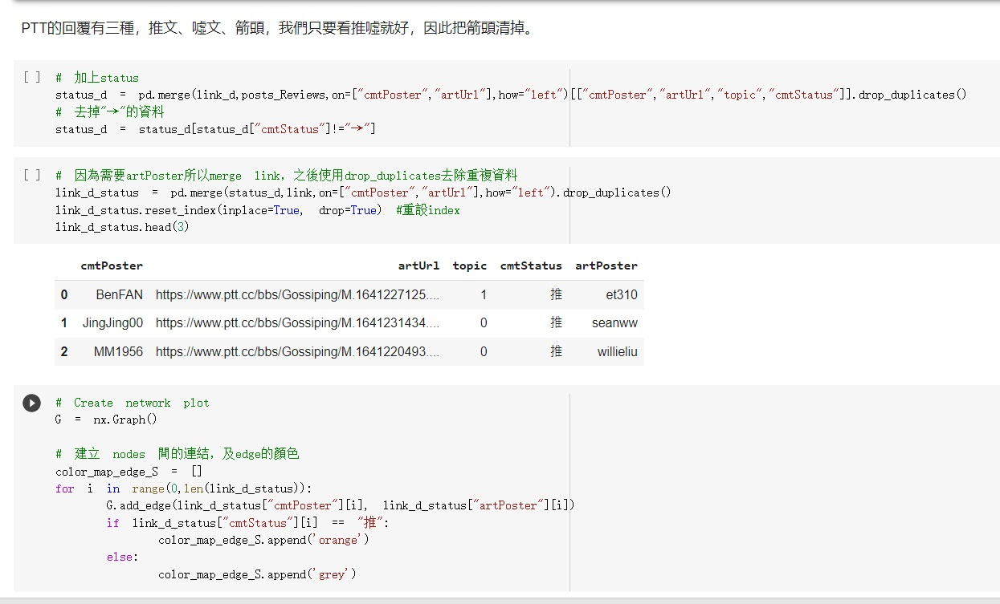 PTT的回覆有三種，推文、噓文、箭頭，我們只要看推噓就好，因此把箭頭清掉。
[ ] # 加上status
status_d = pd.merge(link_d,posts_Reviews,on=["cmtPoster","artUrl"],how="left")[["cmtPoster","artUrl","topic","cmtStatus"]].drop_duplicates()
# 去掉"→"的資料
status_d = status_d[status_d["cmtStatus"]!="→"]
[ ] # 因為需要artPoster所以merge link，之後使用drop_duplicates去除重複資料
link_d_status = pd.merge(status_d,link,on=["cmtPoster","artUrl"],how="left").drop_duplicates()
link_d_status.reset_index(inplace=True, drop=True) #重設index
link_d_status.head(3)
cmtPoster artUrl topic cmtStatus artPoster
0 BenFAN https://www.ptt.cc/bbs/Gossiping/M.1641227125.... 1 推 et310
1 JingJing00 https://www.ptt.cc/bbs/Gossiping/M.1641231434.... 0 推 seanww
2 MM1956 https://www.ptt.cc/bbs/Gossiping/M.1641220493.... 0 推 willieliu
# Create network plot
G = nx.Graph()
# 建立 nodes 間的連結，及edge的顏色
color_map_edge_S = []
for i in range(0,len(link_d_status)):
G.add_edge(link_d_status["cmtPoster"][i], link_d_status["artPoster"][i])
if link_d_status["cmtStatus"][i] == "推":
color_map_edge_S.append('orange')
else:
color_map_edge_S.append('grey')